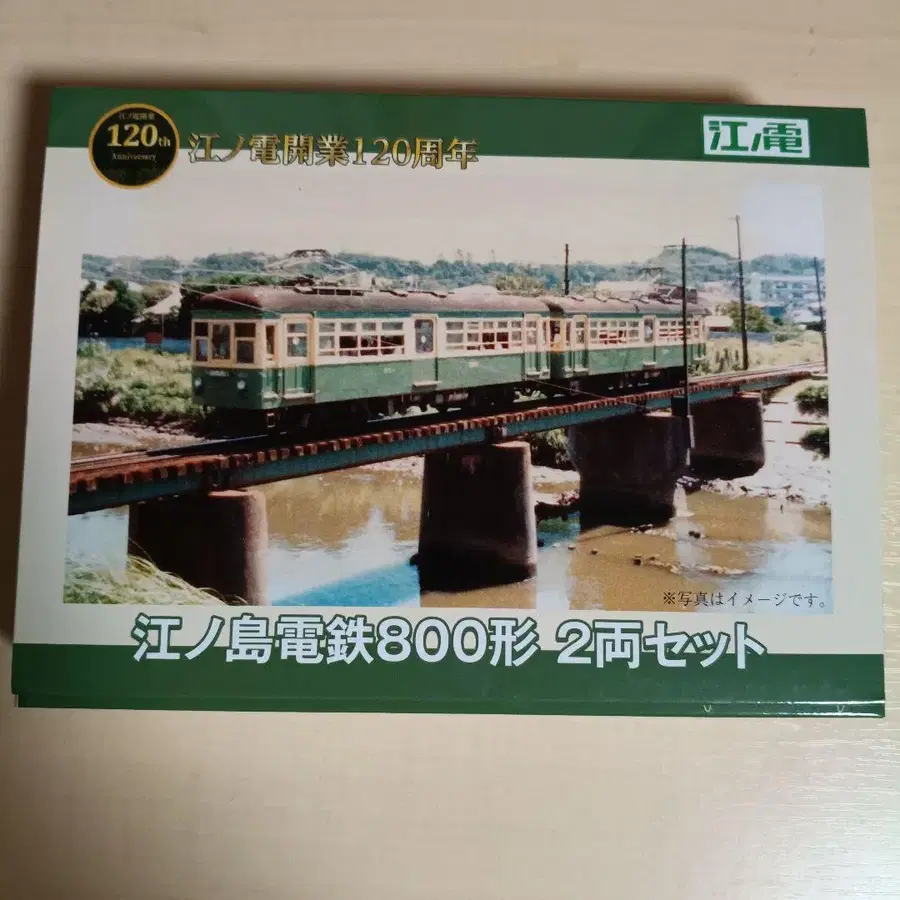 江ノ電開業
120th
Anniversary
江ノ電開業120周年
江ノ電
※写真はイメージです。
江ノ島電鉄800形 2両セット